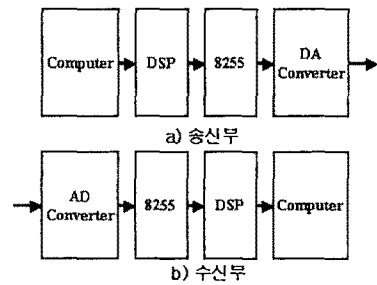 Computer
DSP
8255
DA
Converter
a) 송신부
AD
Converter
8255
DSP
Computer
b) 수신부